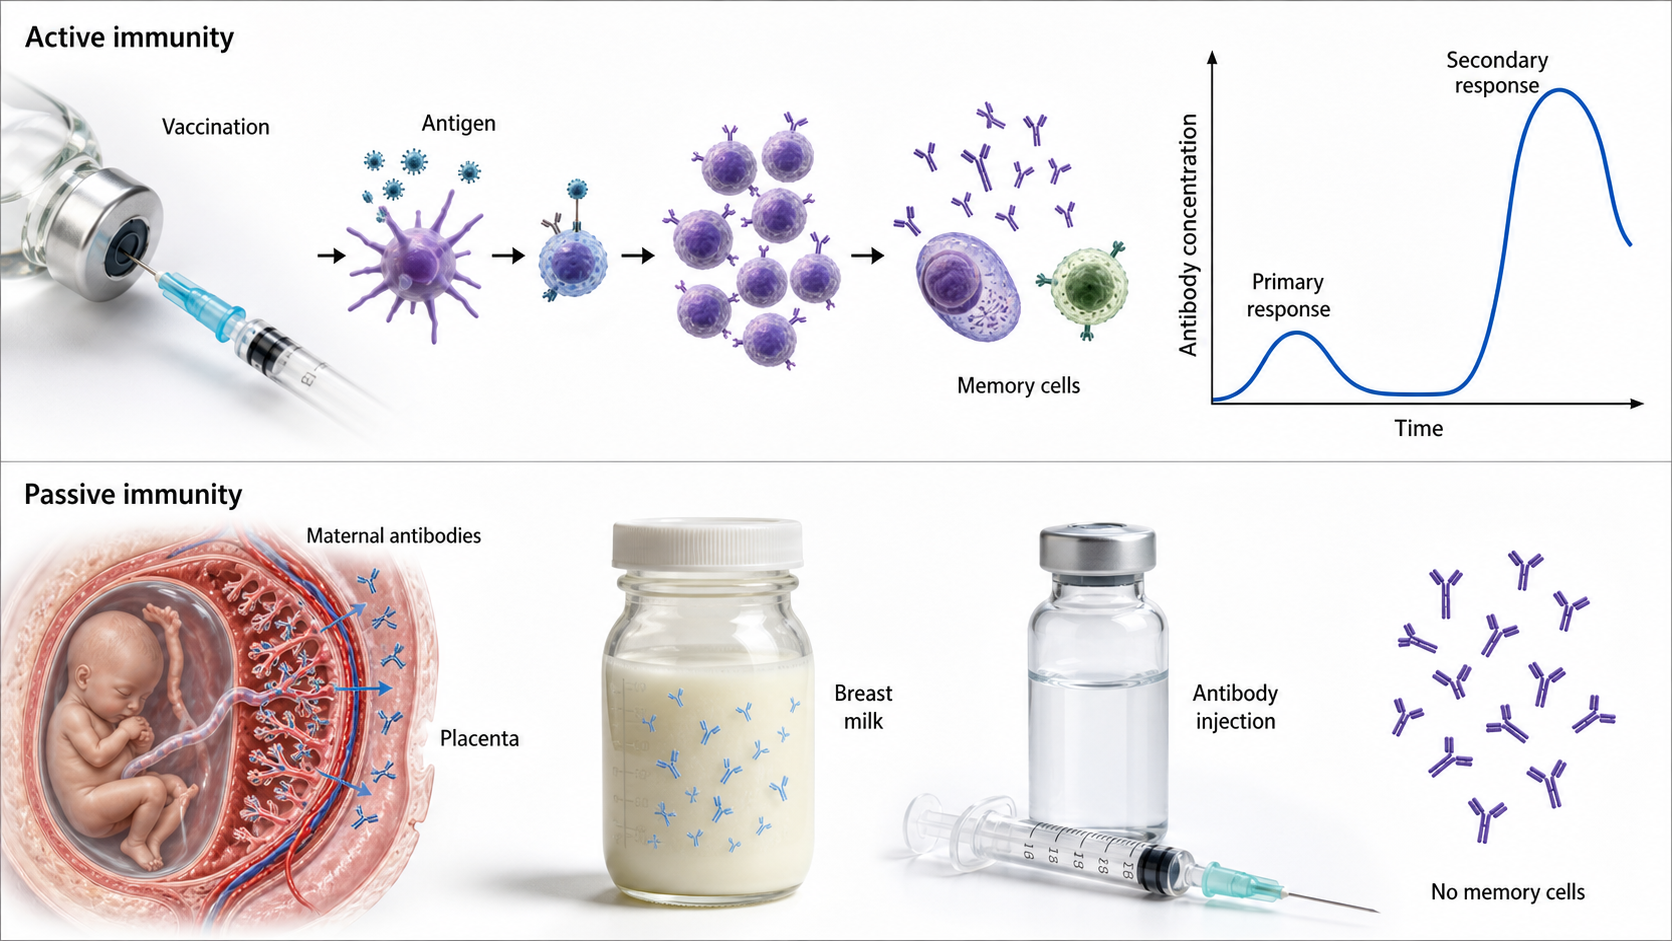 Active immunity
Vaccination
Antigen
Memory cells
Antibody concentration
Primary
response
Secondary
response
Time
Passive immunity
Maternal antibodies
Placenta
Breast
milk
Antibody
injection
No memory cells